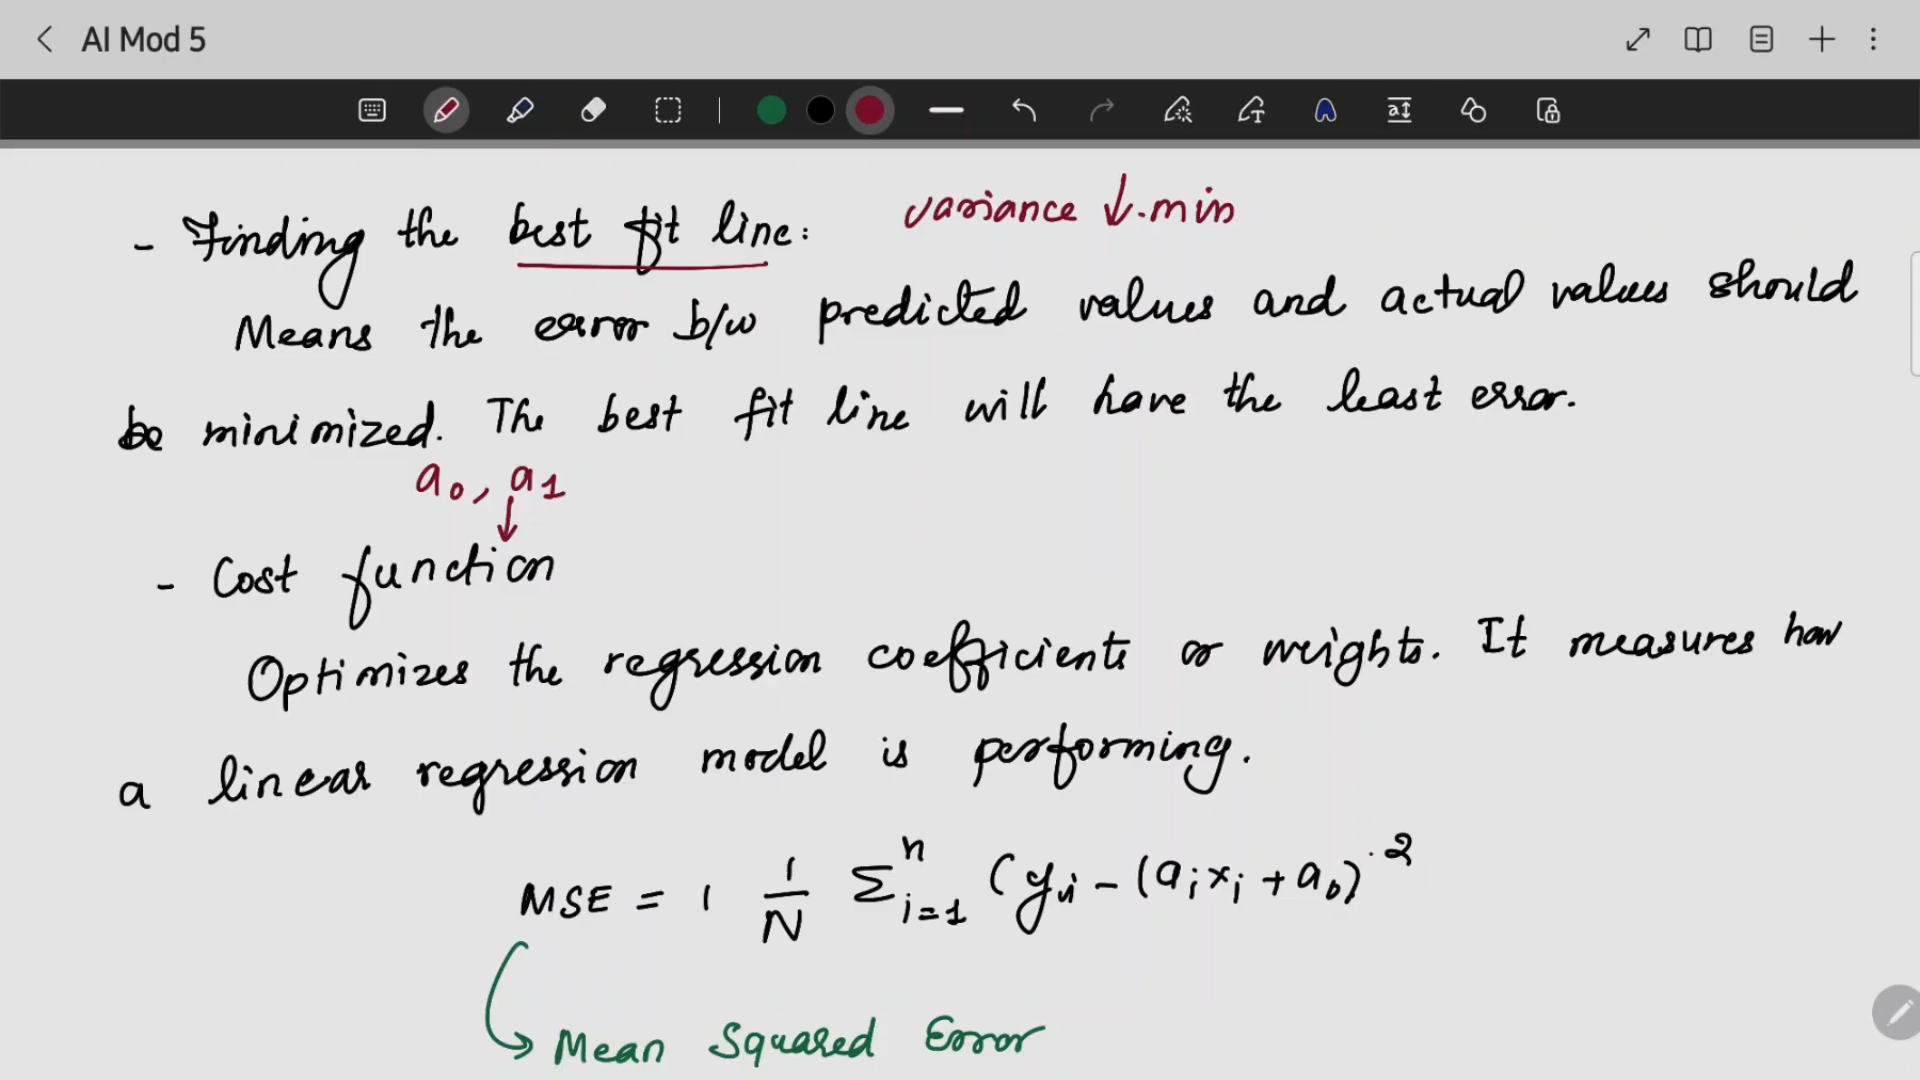 AI Mod 5
- Finding the best fit line: variance ↓.min
Means the error b/w predicted values and actual values should
be minimized. The best fit line will have the least error.
a₀, a₁
↓
- Cost function
Optimizes the regression coefficients or weights. It measures how
a linear regression model is performing.
MSE = 1 1/N Σⁿᵢ₌₁ (yᵢ - (aᵢxᵢ + a₀)²
Mean Squared Error